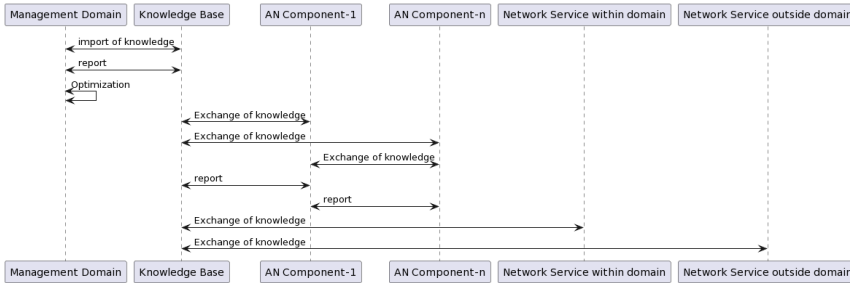 Management Domain
Knowledge Base
AN Component-1
AN Component-n
Network Service within domain
Network Service outside domain
import of knowledge
report
Optimization
Exchange of knowledge
Exchange of knowledge
Exchange of knowledge
report
report
Exchange of knowledge
Exchange of knowledge
Management Domain
Knowledge Base
AN Component-1
AN Component-n
Network Service within domain
Network Service outside domain